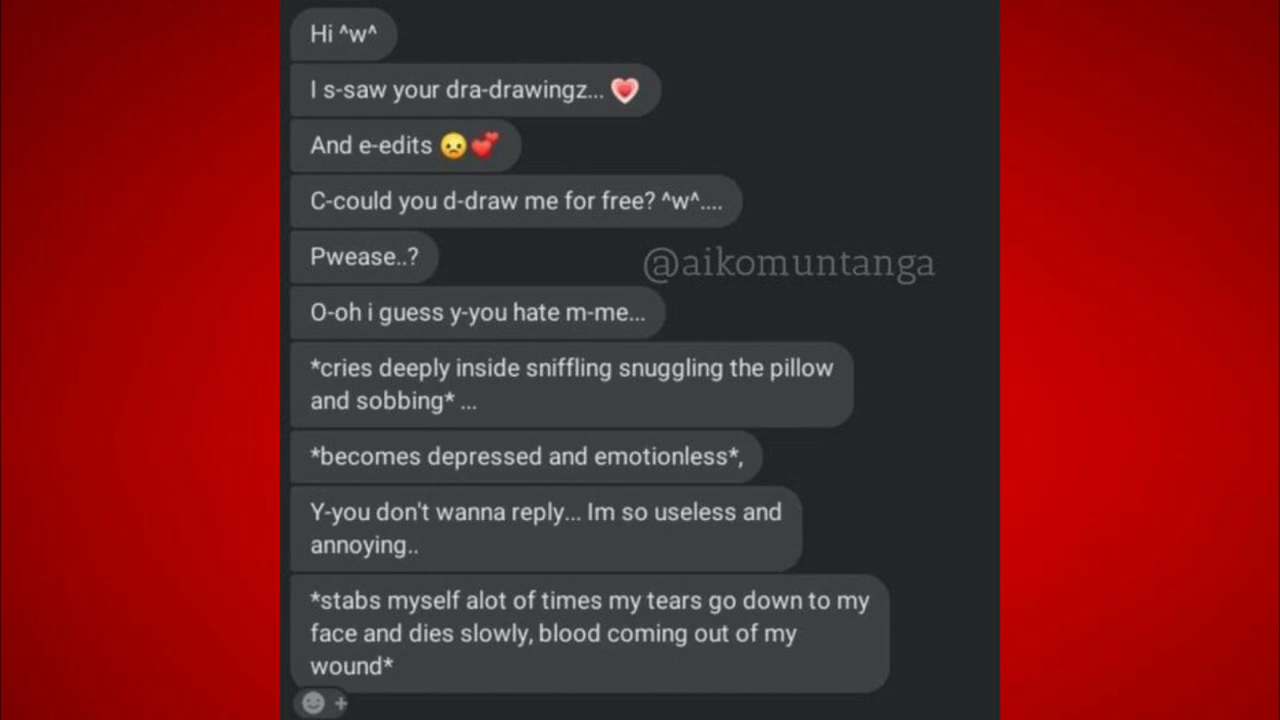 Hi ^w^
I s-saw your dra-drawingz... 💗
And e-edits 😞💕
C-could you d-draw me for free? ^w^....
Pwease..?
@aikomuntanga
O-oh i guess y-you hate m-me...
*cries deeply inside sniffling snuggling the pillow
and sobbing* ...
*becomes depressed and emotionless*,
Y-you don't wanna reply... Im so useless and
annoying..
*stabs myself alot of times my tears go down to my
face and dies slowly, blood coming out of my
wound*